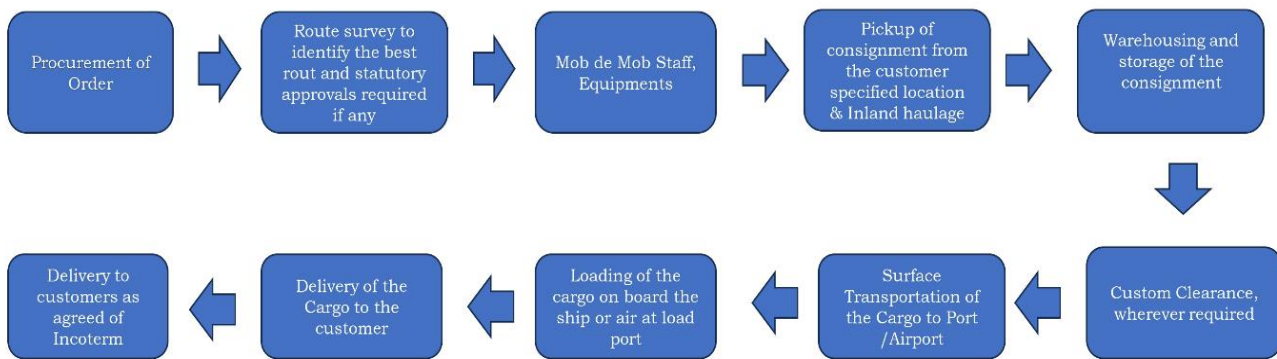 Procurement of
Order
Route survey to
identify the best
rout and statutory
approvals required
if any
Mob de Mob Staff,
Equipments
Pickup of
consignment from
the customer
specified location
& Inland haulage
Warehousing and
storage of the
consignment
Custom Clearance,
wherever required
Surface
Transportation of
the Cargo to Port
/Airport
Loading of the
cargo on board the
ship or air at load
port
Delivery of the
Cargo to the
customer
Delivery to
customers as
agreed of
Incoterm